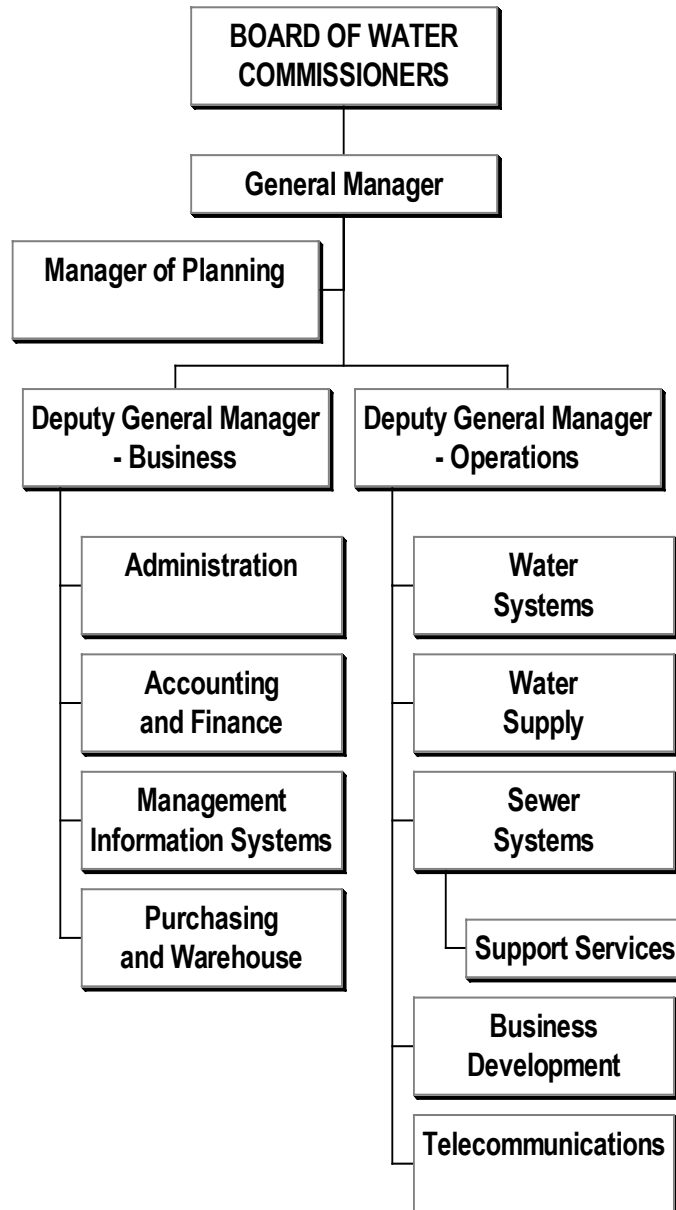 BOARD OF WATER
COMMISSIONERS
General Manager
Manager of Planning
Deputy General Manager
- Business
Deputy General Manager
- Operations
Administration
Accounting
and Finance
Management
Information Systems
Purchasing
and Warehouse
Water
Systems
Water
Supply
Sewer
Systems
Support Services
Business
Development
Telecommunications